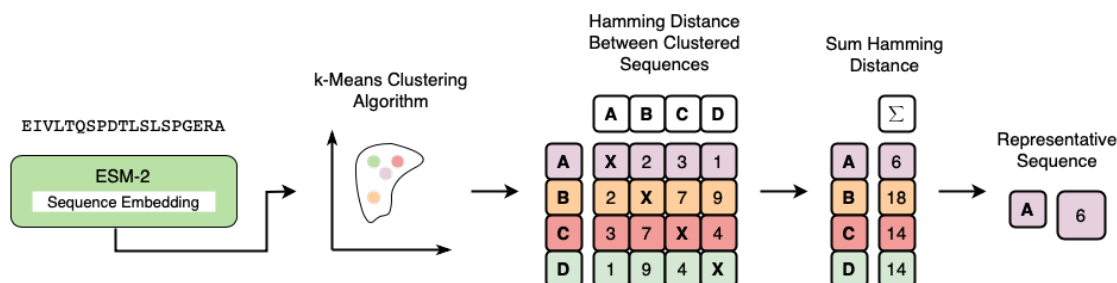 EIVLTQSPDTLSLSPGERA
ESM-2
Sequence Embedding
k-Means Clustering
Algorithm
Hamming Distance
Between Clustered
Sequences
A B C D
A X 2 3 1
B 2 X 7 9
C 3 7 X 4
D 1 9 4 X
Sum Hamming
Distance
Σ
A 6
B 18
C 14
D 14
Representative
Sequence
A 6